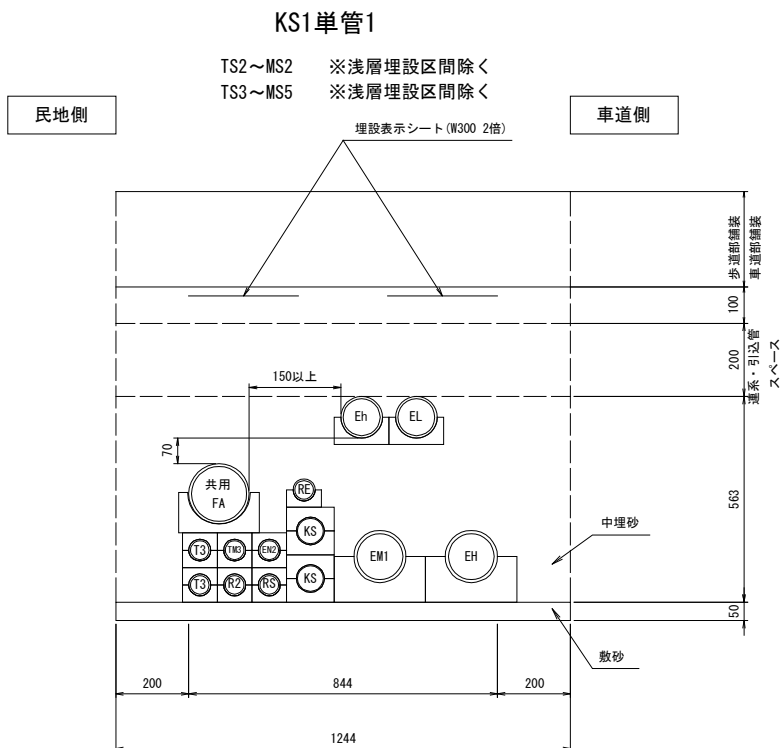 KS1単管1
TS2～MS2 ※浅層埋設区間除く
TS3～MS5 ※浅層埋設区間除く
民地側
車道側
埋設表示シート(W300 2倍)
歩道部舗装
車道部舗装
100
200
連系・引込管
スペース
150以上
Eh
EL
70
共用
FA
RE
563
KS
中埋砂
T3
TM3
EN2
EM1
EH
T3
R2
RS
KS
50
敷砂
200
844
200
1244